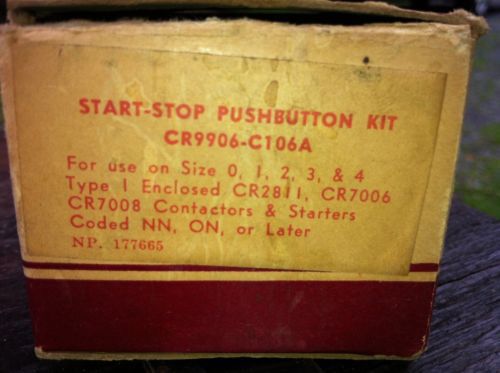 START-STOP PUSHBUTTON KIT
CR9906-C106A
For use on Size 0, 1, 2, 3, & 4
Type 1 Enclosed CR2811, CR7006
CR7008 Contactors & Starters
Coded NN, ON, or Later
NP. 177665